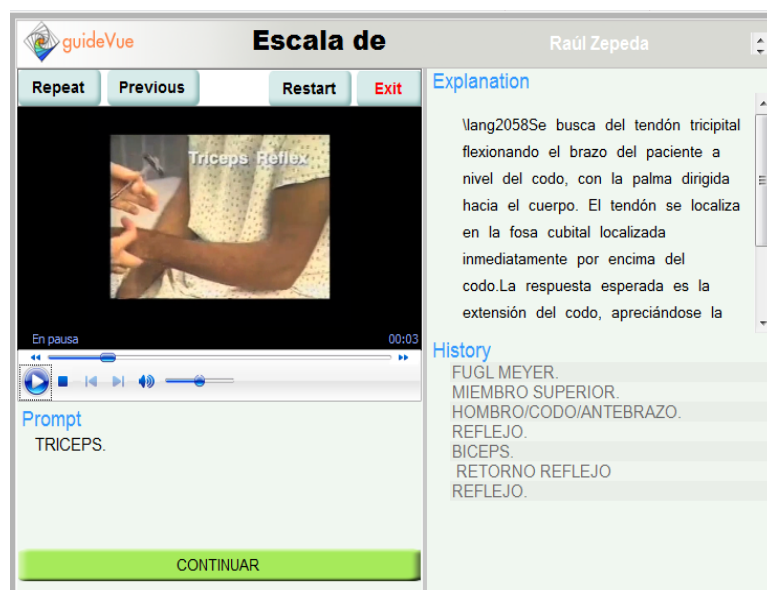 guideVue
Escala de
Raúl Zepeda
Repeat
Previous
Restart
Exit
Triceps Reflex
En pausa
00:03
Prompt
TRICEPS.
CONTINUAR
Explanation
\lang2058Se busca del tendón tricipital
flexionando el brazo del paciente a
nivel del codo, con la palma dirigida
hacia el cuerpo. El tendón se localiza
en la fosa cubital localizada
inmediatamente por encima del
codo.La respuesta esperada es la
extensión del codo, apreciándose la
History
FUGL MEYER.
MIEMBRO SUPERIOR.
HOMBRO/CODO/ANTEBRAZO.
REFLEJO.
BICEPS.
RETORNO REFLEJO
REFLEJO.